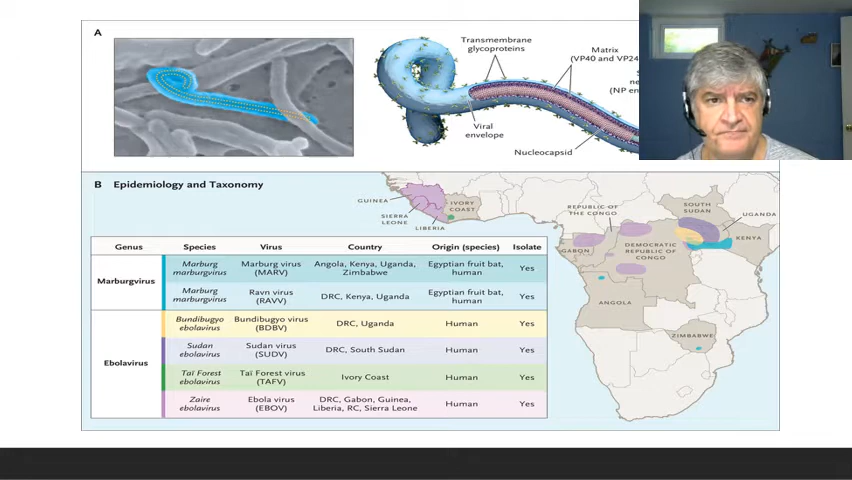 A
Transmembrane
glycoproteins
Matrix
(VP40 and VP24
S
n
(NP en
Viral
envelope
Nucleocapsid
B Epidemiology and Taxonomy
GUINEA
SIERRA
LEONE
LIBERIA
IVORY
COAST
REPUBLIC OF
THE CONGO
SOUTH
SUDAN
UGANDA
KENYA
GABON
DEMOCRATIC
REPUBLIC OF
CONGO
ANGOLA
ZIMBABWE
Genus Species Virus Country Origin (species) Isolate
Marburgvirus
Marburg marburgvirus Marburg virus (MARV) Angola, Kenya, Uganda, Zimbabwe Egyptian fruit bat, human Yes
Marburg marburgvirus Ravn virus (RAVV) DRC, Kenya, Uganda Egyptian fruit bat, human Yes
Ebolavirus
Bundibugyo ebolavirus Bundibugyo virus (BDBV) DRC, Uganda Human Yes
Sudan ebolavirus Sudan virus (SUDV) DRC, South Sudan Human Yes
Taï Forest ebolavirus Taï Forest virus (TAFV) Ivory Coast Human Yes
Zaire ebolavirus Ebola virus (EBOV) DRC, Gabon, Guinea, Liberia, RC, Sierra Leone Human Yes